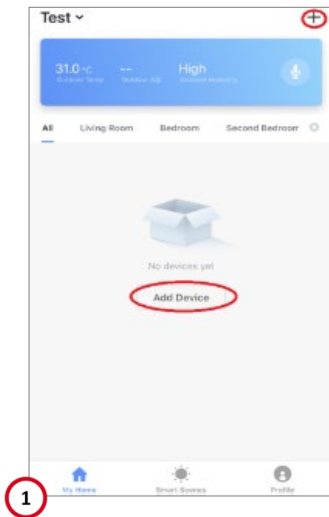 Test
31.0°C -- High
Outdoor Temp Outdoor AQI Outdoor Humidity
All Living Room Bedroom Second Bedroom
No devices yet
Add Device
My Home Smart Scenes Profile
1